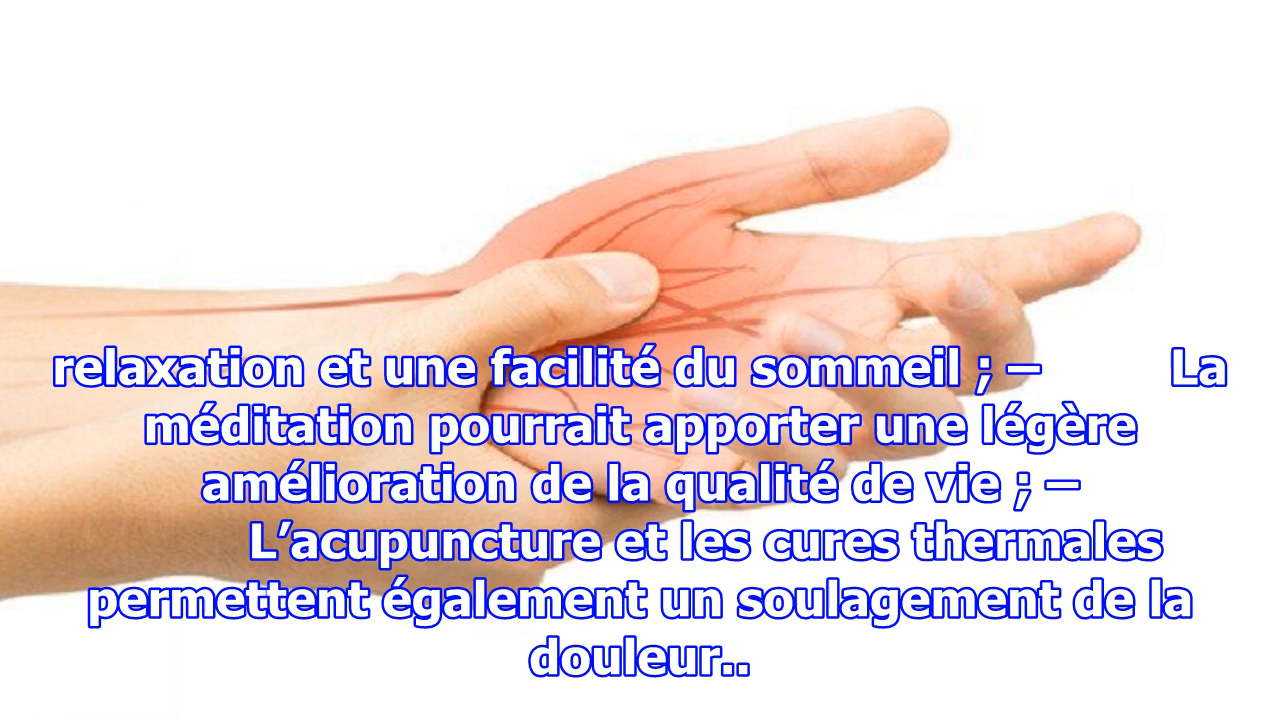 relaxation et une facilité du sommeil ; – La
méditation pourrait apporter une légère
amélioration de la qualité de vie ; –
L’acupuncture et les cures thermales
permettent également un soulagement de la
douleur..